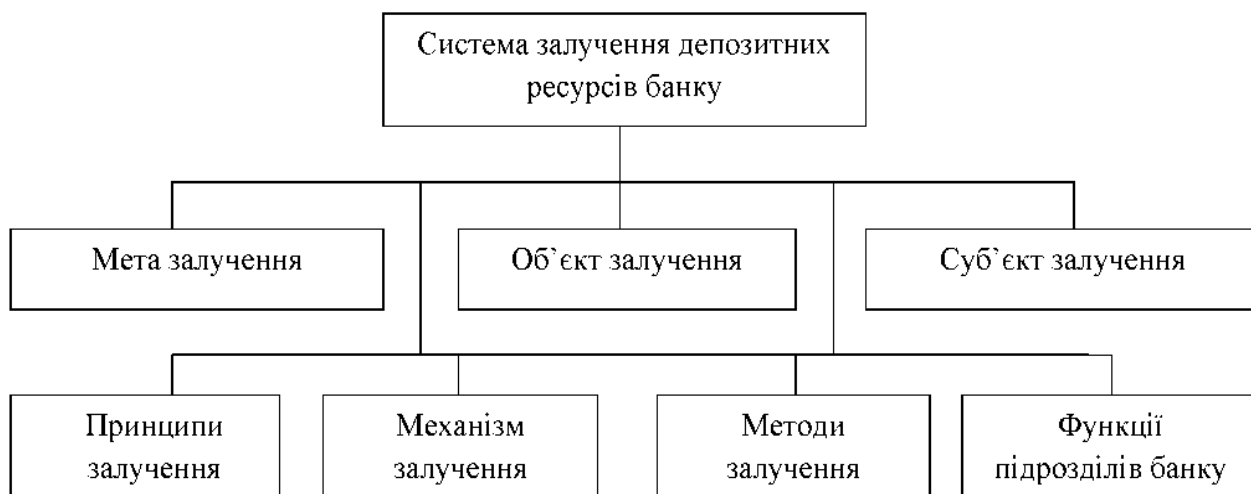 Система залучення депозитних
ресурсів банку
Мета залучення
Об’єкт залучення
Суб’єкт залучення
Принципи
залучення
Механізм
залучення
Методи
залучення
Функції
підрозділів банку